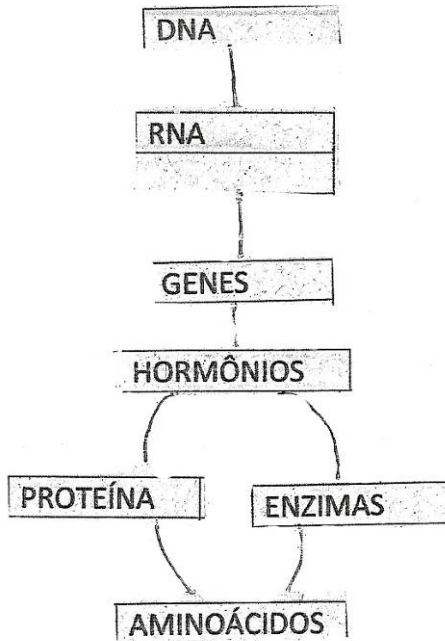 DNA
RNA
GENES
HORMÔNIOS
PROTEÍNA
ENZIMAS
AMINOÁCIDOS